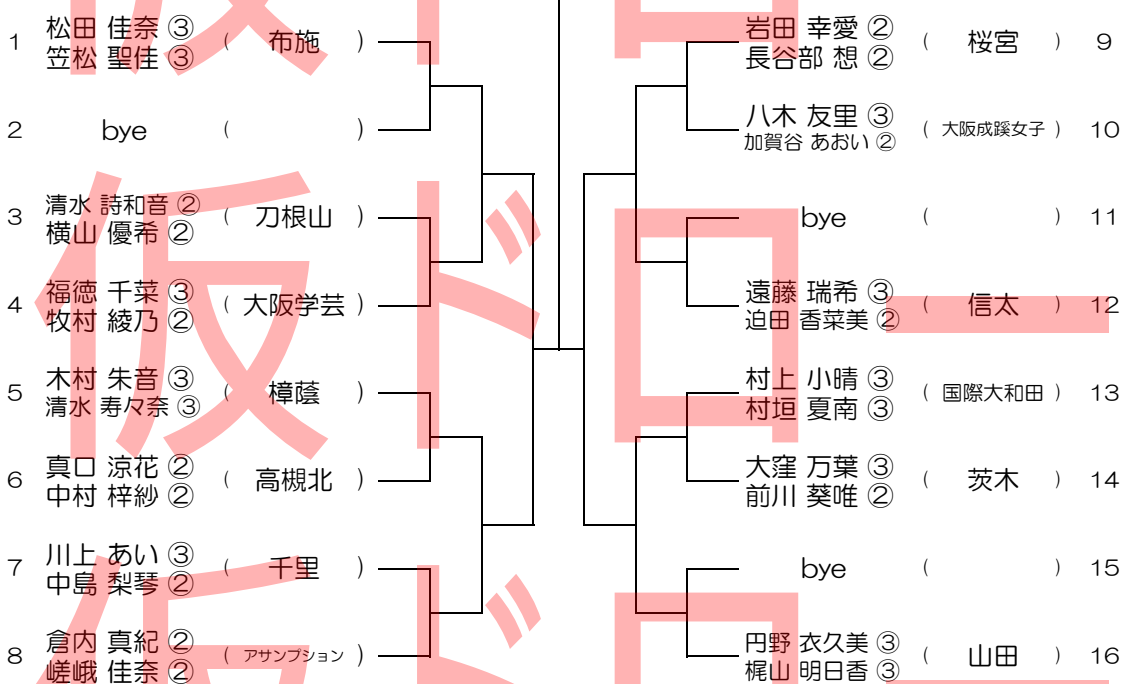 1 松田 佳奈 ③ ( 布施 )
笠松 聖佳 ③
2 bye ( )
3 清水 詩和音 ② ( 刀根山 )
横山 優希 ②
4 福徳 千菜 ③ ( 大阪学芸 )
牧村 綾乃 ②
5 木村 朱音 ③ ( 樟蔭 )
清水 寿々奈 ③
6 真口 涼花 ② ( 高槻北 )
中村 梓紗 ②
7 川上 あい ③ ( 千里 )
中島 梨琴 ②
8 倉内 真紀 ② ( アサンプション )
嵯峨 佳奈 ②
岩田 幸愛 ② ( 桜宮 ) 9
長谷部 想 ②
八木 友里 ③ ( 大阪成蹊女子 ) 10
加賀谷 あおい ②
bye ( ) 11
遠藤 瑞希 ③ ( 信太 ) 12
迫田 香菜美 ②
村上 小晴 ③ ( 国際大和田 ) 13
村垣 夏南 ③
大窪 万葉 ③ ( 茨木 ) 14
前川 葵唯 ②
bye ( ) 15
円野 衣久美 ③ ( 山田 ) 16
梶山 明日香 ③
仮ドロー